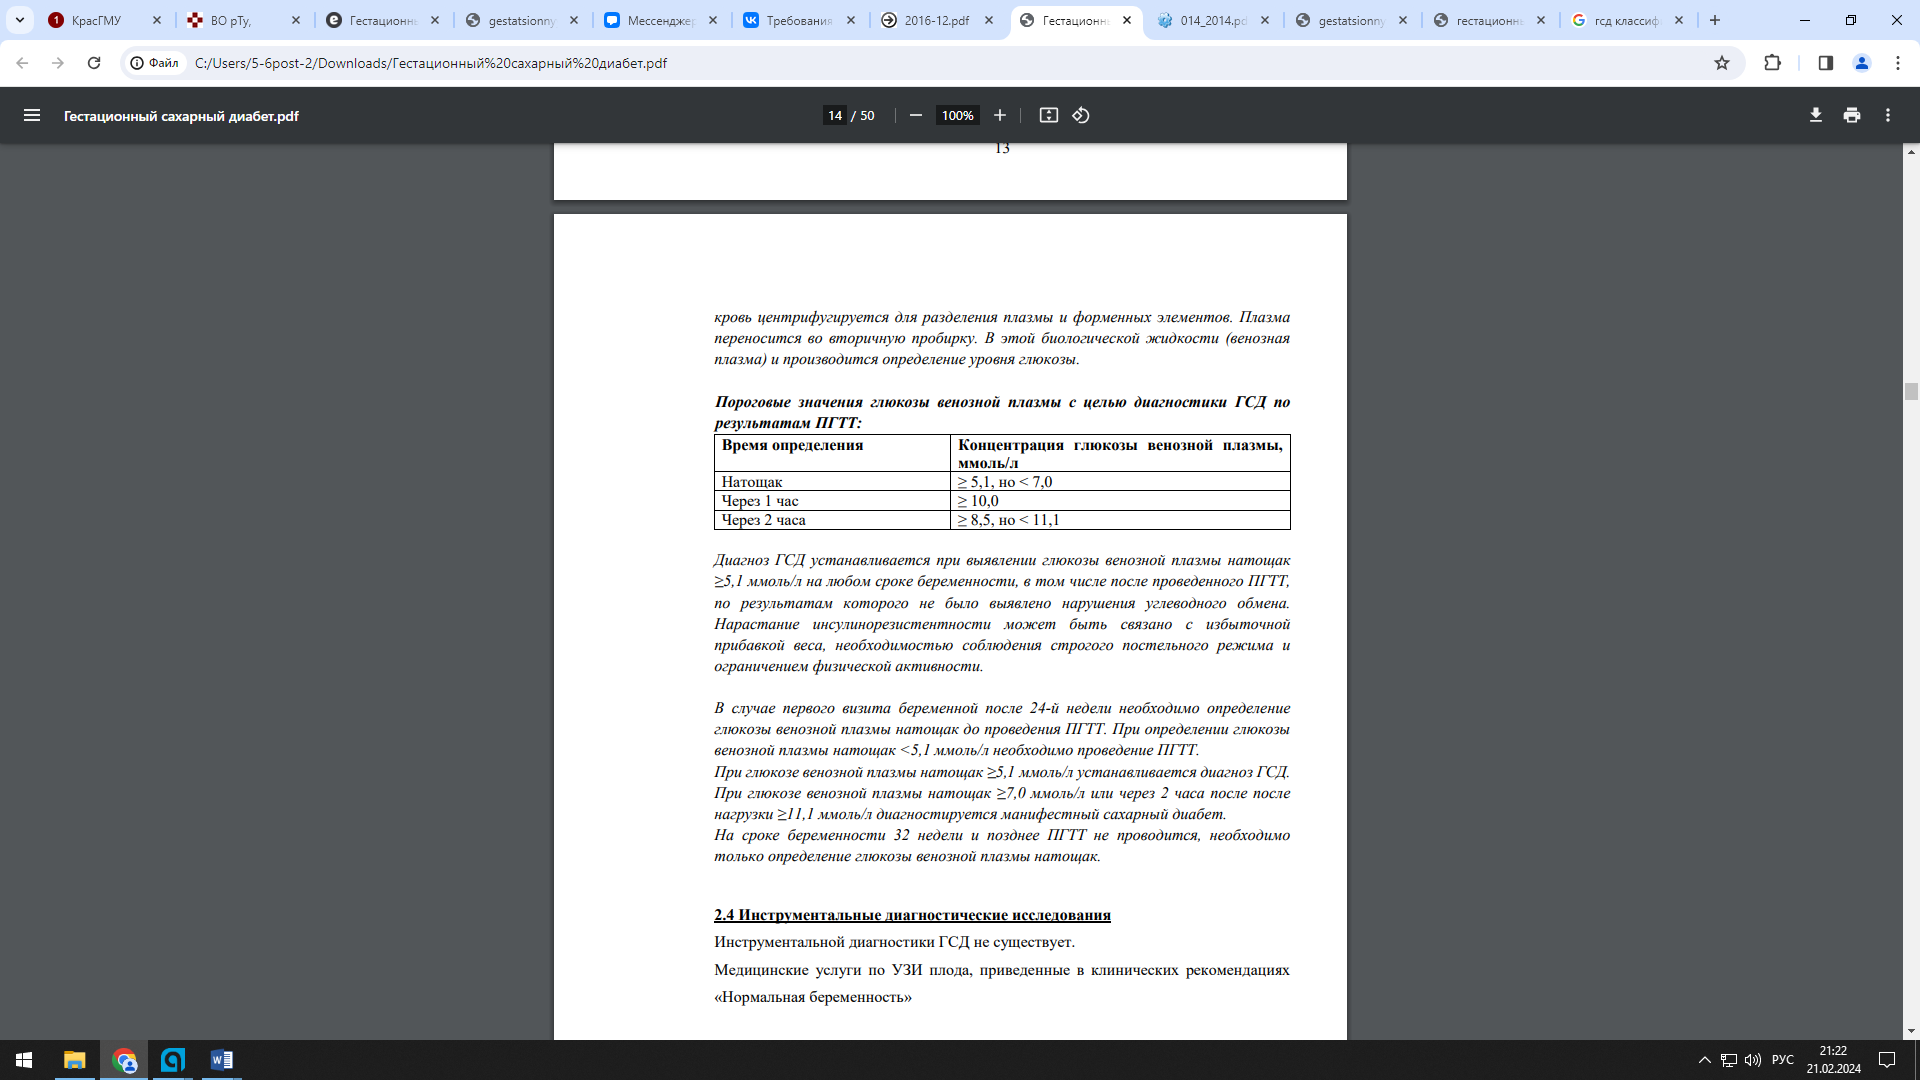 КрасГМУ
ВО рТу,
Гестационн
gestatsionny
Мессенджер
Требования
2016-12.pdf
Гестационн
014_2014.pd
gestatsionny
гестационн
гсд классиф
Файл
C:/Users/5-6post-2/Downloads/Гестационный%20сахарный%20диабет.pdf
Гестационный сахарный диабет.pdf
14 / 50
100%
13
кровь центрифугируется для разделения плазмы и форменных элементов. Плазма
переносится во вторичную пробирку. В этой биологической жидкости (венозная
плазма) и производится определение уровня глюкозы.
Пороговые значения глюкозы венозной плазмы с целью диагностики ГСД по
результатам ПГТТ:
Время определения
Концентрация глюкозы венозной плазмы,
ммоль/л
Натощак
≥ 5,1, но < 7,0
Через 1 час
≥ 10,0
Через 2 часа
≥ 8,5, но < 11,1
Диагноз ГСД устанавливается при выявлении глюкозы венозной плазмы натощак
≥5,1 ммоль/л на любом сроке беременности, в том числе после проведенного ПГТТ,
по результатам которого не было выявлено нарушения углеводного обмена.
Нарастание инсулинорезистентности может быть связано с избыточной
прибавкой веса, необходимостью соблюдения строгого постельного режима и
ограничением физической активности.
В случае первого визита беременной после 24-й недели необходимо определение
глюкозы венозной плазмы натощак до проведения ПГТТ. При определении глюкозы
венозной плазмы натощак <5,1 ммоль/л необходимо проведение ПГТТ.
При глюкозе венозной плазмы натощак ≥5,1 ммоль/л устанавливается диагноз ГСД.
При глюкозе венозной плазмы натощак ≥7,0 ммоль/л или через 2 часа после после
нагрузки ≥11,1 ммоль/л диагностируется манифестный сахарный диабет.
На сроке беременности 32 недели и позднее ПГТТ не проводится, необходимо
только определение глюкозы венозной плазмы натощак.
2.4 Инструментальные диагностические исследования
Инструментальной диагностики ГСД не существует.
Медицинские услуги по УЗИ плода, приведенные в клинических рекомендациях
«Нормальная беременность»
РУС
21:22
21.02.2024